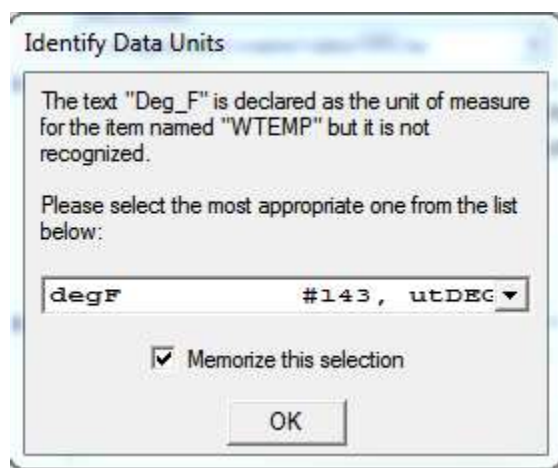 Identify Data Units
The text "Deg_F" is declared as the unit of measure
for the item named "WTEMP" but it is not
recognized.
Please select the most appropriate one from the list
below:
degF #143, utDEG
Memorize this selection
OK